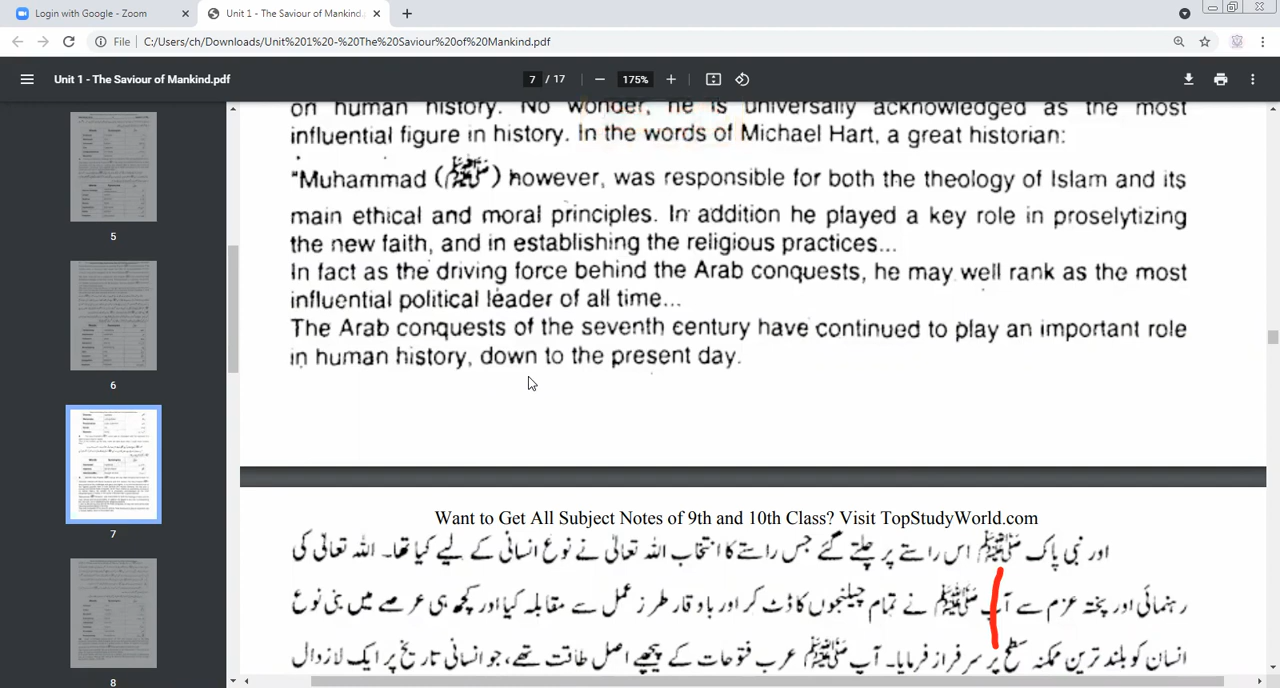 Login with Google - Zoom
Unit 1 - The Saviour of Mankind.
File C:/Users/ch/Downloads/Unit%201%20-%20The%20Saviour%20of%20Mankind.pdf
Unit 1 - The Saviour of Mankind.pdf
7 / 17
175%
5
6
7
8
on human history. No wonder, he is universally acknowledged as the most
influential figure in history. In the words of Michael Hart, a great historian:
"Muhammad (ﷺ) however, was responsible for both the theology of Islam and its
main ethical and moral principles. In addition he played a key role in proselytizing
the new faith, and in establishing the religious practices...
In fact as the driving force behind the Arab conquests, he may well rank as the most
influential political leader of all time...
The Arab conquests of the seventh century have continued to play an important role
in human history, down to the present day.
Want to Get All Subject Notes of 9th and 10th Class? Visit TopStudyWorld.com
اور نبی پاک ﷺ اس راستے پر چلتے گئے جس راستے کا انتخاب اللہ تعالیٰ نے نوع انسانی کے لیے کیا تھا۔ اللہ تعالیٰ کی
رہنمائی اور پختہ عزم سے آپ ﷺ نے تمام چیلنجوں کا ڈٹ کر اور باوقار طرز عمل سے مقابلہ کیا اور کچھ ہی عرصے میں بنی نوع
انسان کو بلند ترین ممکنہ سطح پر سرفراز فرمایا۔ آپ ﷺ عرب فتوحات کے پیچھے اصل طاقت تھے، جو انسانی تاریخ پر ایک لازوال